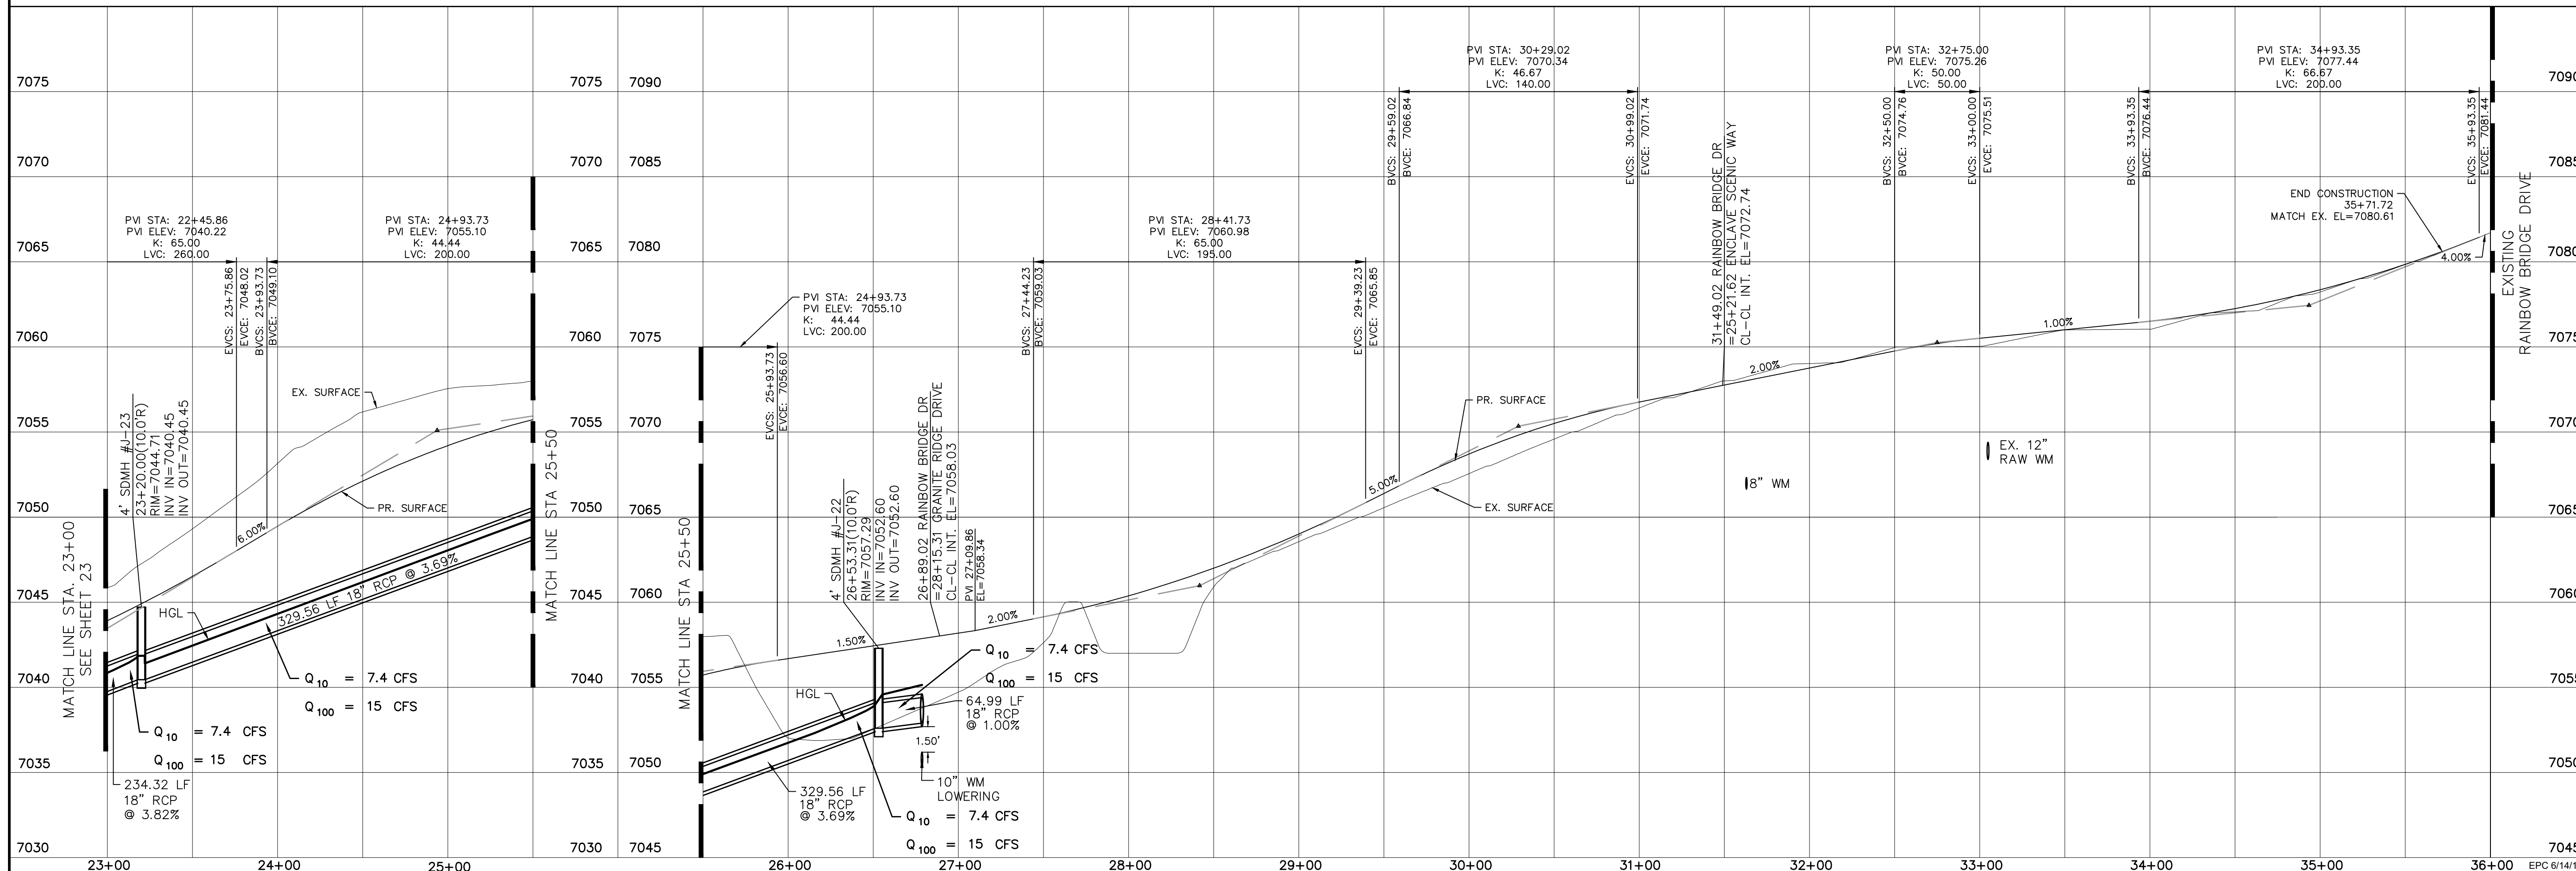 PVI STA: 30+29.02
PVI ELEV: 7070.34
K: 46.67
LVC: 140.00
PVI STA: 32+75.00
PVI ELEV: 7075.26
K: 50.00
LVC: 50.00
PVI STA: 34+93.35
PVI ELEV: 7077.44
K: 66.67
LVC: 200.00
7075
7075
7090
7070
7070
7085
7065
7065
7080
7060
7060
7075
7055
7055
7070
7050
7050
7065
7045
7045
7060
7040
7040
7055
7035
7035
7050
7030
7030
7045
BVCS: 29+59.02
BVCE: 7066.84
EVCS: 30+99.02
EVCE: 7071.74
BVCS: 32+50.00
BVCE: 7074.76
EVCS: 33+00.00
EVCE: 7075.51
BVCS: 33+93.35
BVCE: 7076.44
EVCS: 35+93.35
EVCE: 7081.44
PVI STA: 22+45.86
PVI ELEV: 7040.22
K: 65.00
LVC: 260.00
PVI STA: 24+93.73
PVI ELEV: 7055.10
K: 44.44
LVC: 200.00
EVCS: 23+75.86
EVCE: 7048.02
BVCS: 23+93.73
BVCE: 7049.10
PVI STA: 24+93.73
PVI ELEV: 7055.10
K: 44.44
LVC: 200.00
EVCS: 25+93.73
EVCE: 7056.60
PVI STA: 28+41.73
PVI ELEV: 7060.98
K: 65.00
LVC: 195.00
BVCS: 27+44.23
BVCE: 7059.03
EVCS: 29+39.23
EVCE: 7065.85
31+49.02 RAINBOW BRIDGE DR
=25+21.62 ENCLAVE SCENIC WAY
CL-CL INT. EL=7072.74
END CONSTRUCTION
35+71.72
MATCH EX. EL=7080.61
4.00%
EXISTING
RAINBOW BRIDGE DRIVE
EX. SURFACE
PR. SURFACE
4' SDMH #J-23
23+20.00(10.0'R)
RIM=7044.71
INV IN=7040.45
INV OUT=7040.45
6.00%
329.56 LF 18" RCP @ 3.69%
HGL
MATCH LINE STA. 23+00
SEE SHEET 23
Q10 = 7.4 CFS
Q100 = 15 CFS
Q10 = 7.4 CFS
Q100 = 15 CFS
234.32 LF
18" RCP
@ 3.82%
MATCH LINE STA 25+50
MATCH LINE STA 25+50
4' SDMH #J-22
26+53.31(10.0'R)
RIM=7057.29
INV IN=7052.60
INV OUT=7052.60
26+89.02 RAINBOW BRIDGE DR
=28+15.31 GRANITE RIDGE DRIVE
CL-CL INT. EL=7058.03
PVI 27+09.86
EL=7058.34
1.50%
2.00%
5.00%
2.00%
1.00%
PR. SURFACE
EX. SURFACE
8" WM
EX. 12"
RAW WM
HGL
Q10 = 7.4 CFS
Q100 = 15 CFS
64.99 LF
18" RCP
@ 1.00%
1.50'
10" WM
LOWERING
329.56 LF
18" RCP
@ 3.69%
Q10 = 7.4 CFS
Q100 = 15 CFS
23+00
24+00
25+00
26+00
27+00
28+00
29+00
30+00
31+00
32+00
33+00
34+00
35+00
36+00